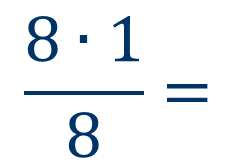 8 · 1
8 =